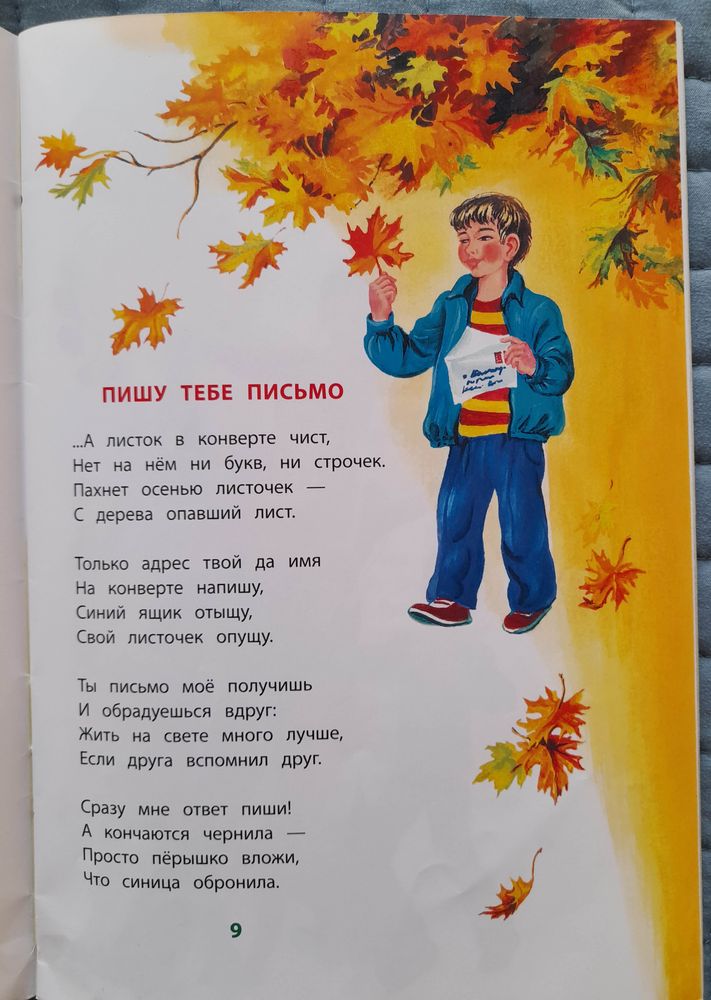 ПИШУ ТЕБЕ ПИСЬМО
...А листок в конверте чист,
Нет на нём ни букв, ни строчек.
Пахнет осенью листочек —
С дерева опавший лист.
Только адрес твой да имя
На конверте напишу,
Синий ящик отыщу,
Свой листочек опущу.
Ты письмо моё получишь
И обрадуешься вдруг:
Жить на свете много лучше,
Если друга вспомнил друг.
Сразу мне ответ пиши!
А кончаются чернила —
Просто пёрышко вложи,
Что синица обронила.
9